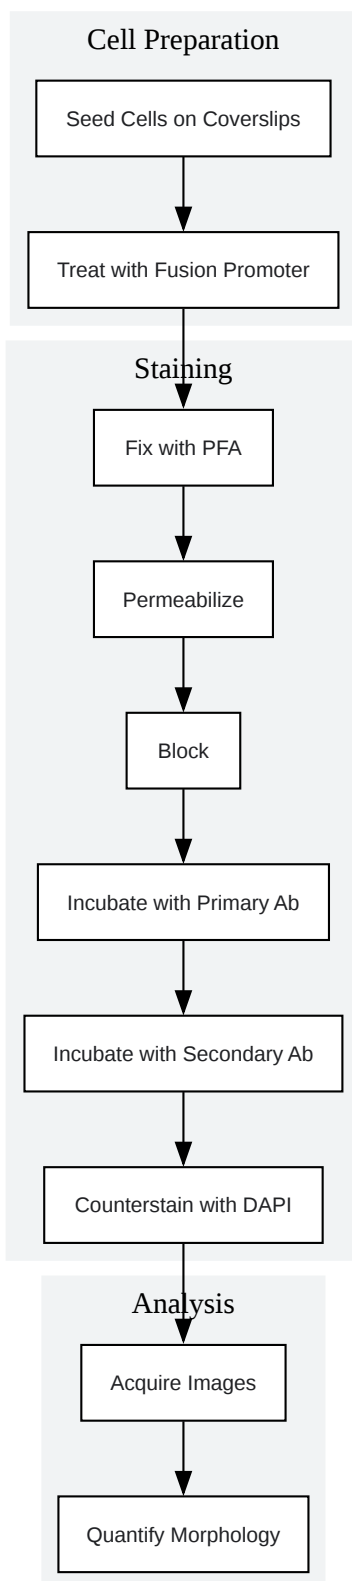 Cell Preparation
Seed Cells on Coverslips
Treat with Fusion Promoter
Staining
Fix with PFA
Permeabilize
Block
Incubate with Primary Ab
Incubate with Secondary Ab
Counterstain with DAPI
Analysis
Acquire Images
Quantify Morphology